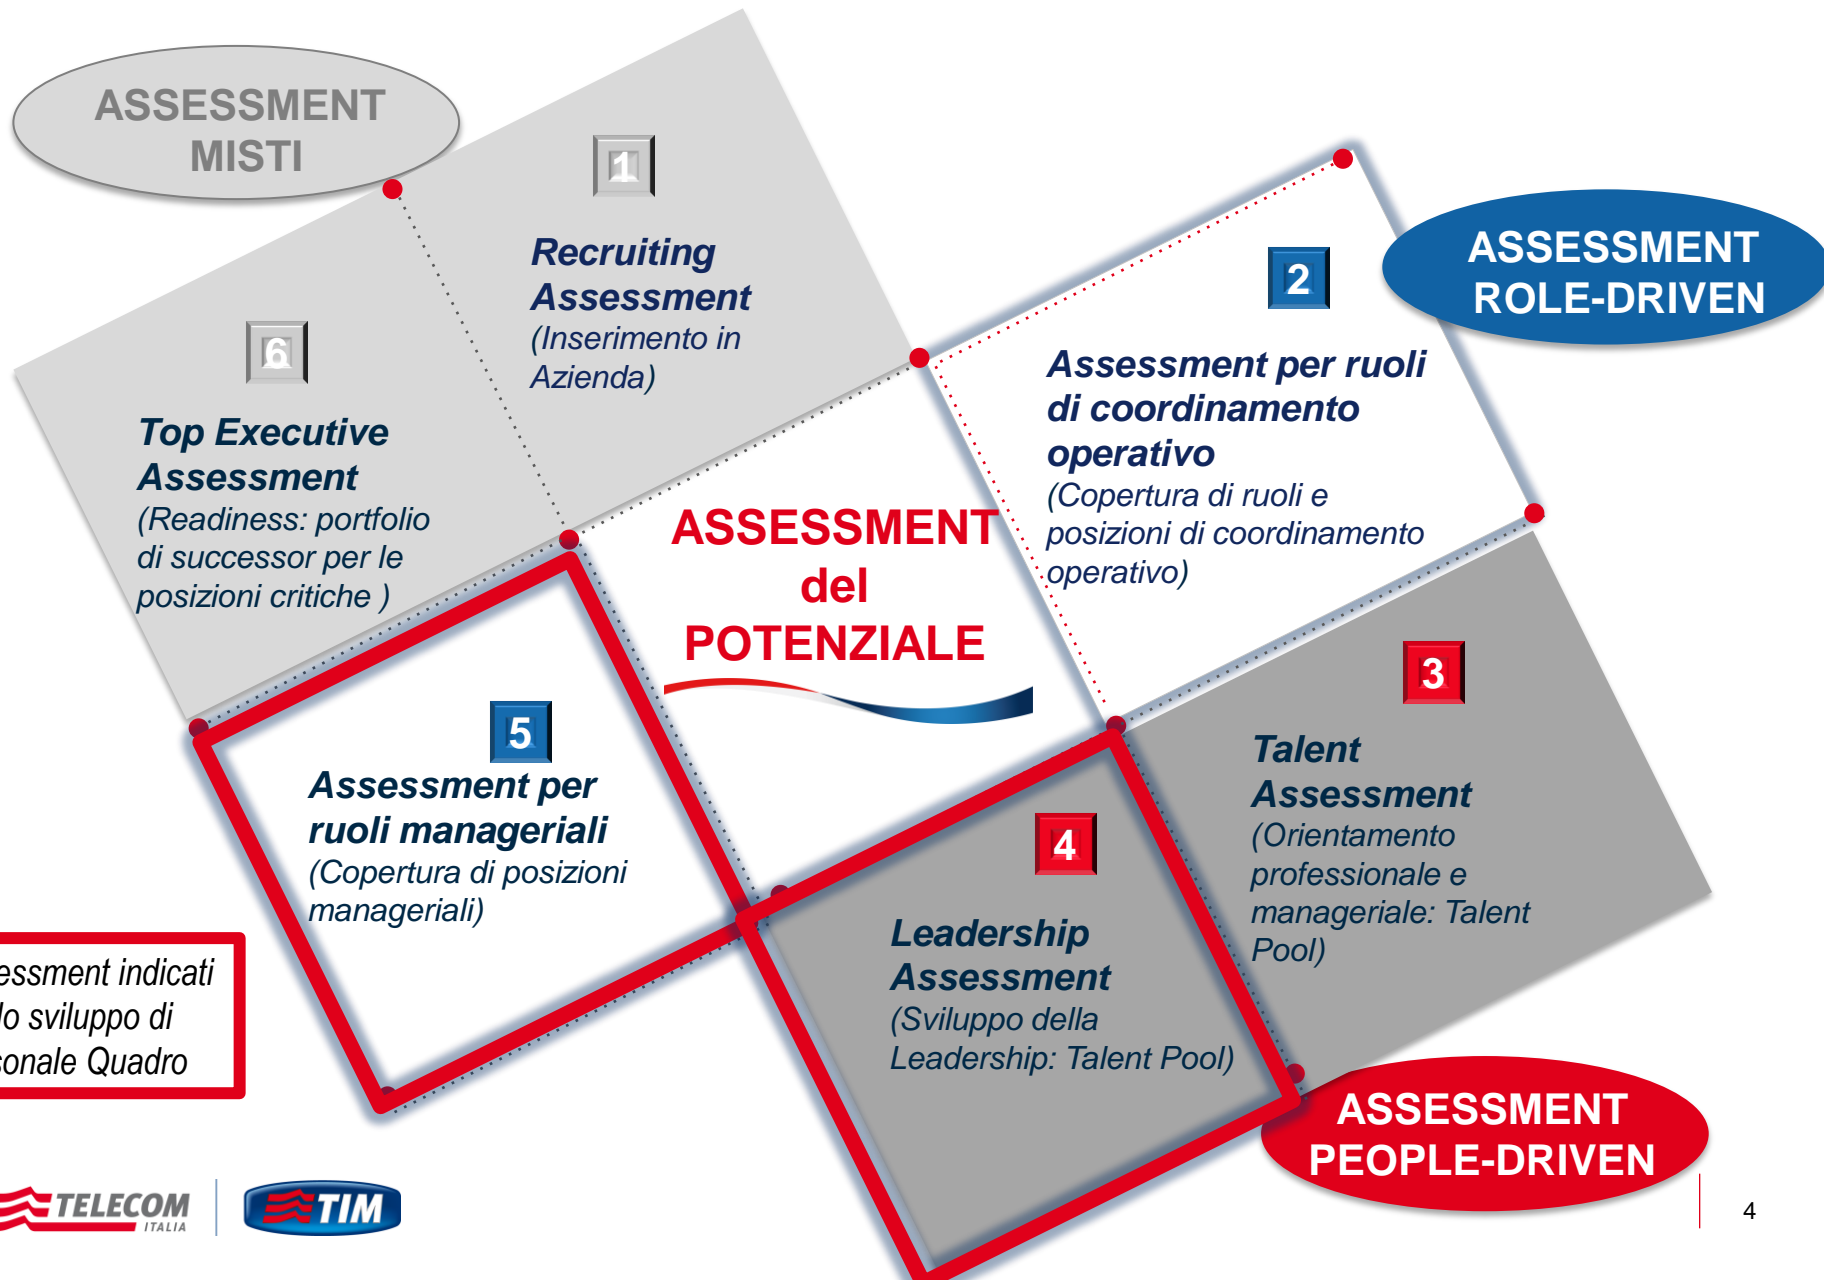 ASSESSMENT
MISTI
1
Recruiting
Assessment
(Inserimento in
Azienda)
6
Top Executive
Assessment
(Readiness: portfolio
di successor per le
posizioni critiche )
2
ASSESSMENT
ROLE-DRIVEN
Assessment per ruoli
di coordinamento
operativo
(Copertura di ruoli e
posizioni di coordinamento
operativo)
ASSESSMENT
del
POTENZIALE
3
Talent
Assessment
(Orientamento
professionale e
manageriale: Talent
Pool)
4
Leadership
Assessment
(Sviluppo della
Leadership: Talent Pool)
5
Assessment per
ruoli manageriali
(Copertura di posizioni
manageriali)
essment indicati
lo sviluppo di
sonale Quadro
ASSESSMENT
PEOPLE-DRIVEN
TELECOM
ITALIA
TIM
4